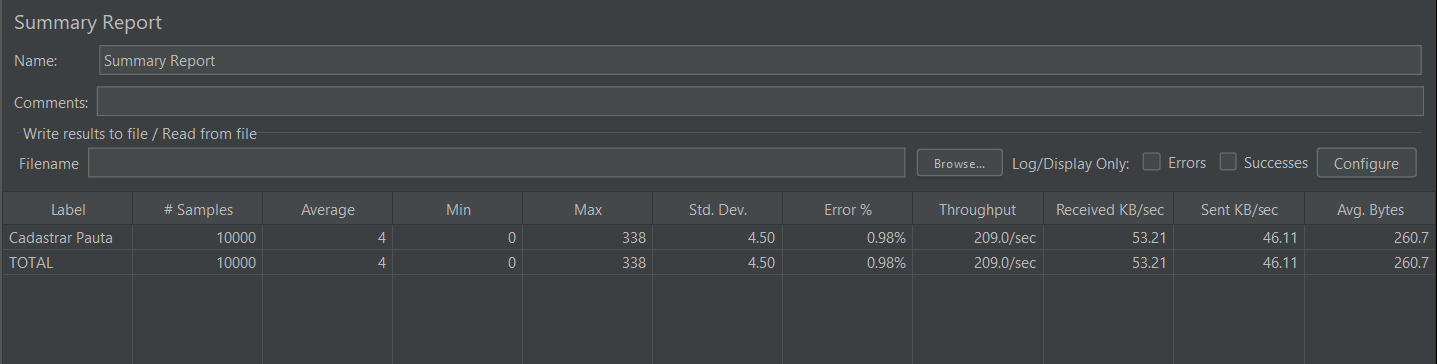 Summary Report
Name: Summary Report
Comments:
Write results to file / Read from file
Filename Browse... Log/Display Only: Errors Successes Configure
Label # Samples Average Min Max Std. Dev. Error % Throughput Received KB/sec Sent KB/sec Avg. Bytes
Cadastrar Pauta 10000 4 0 338 4.50 0.98% 209.0/sec 53.21 46.11 260.7
TOTAL 10000 4 0 338 4.50 0.98% 209.0/sec 53.21 46.11 260.7